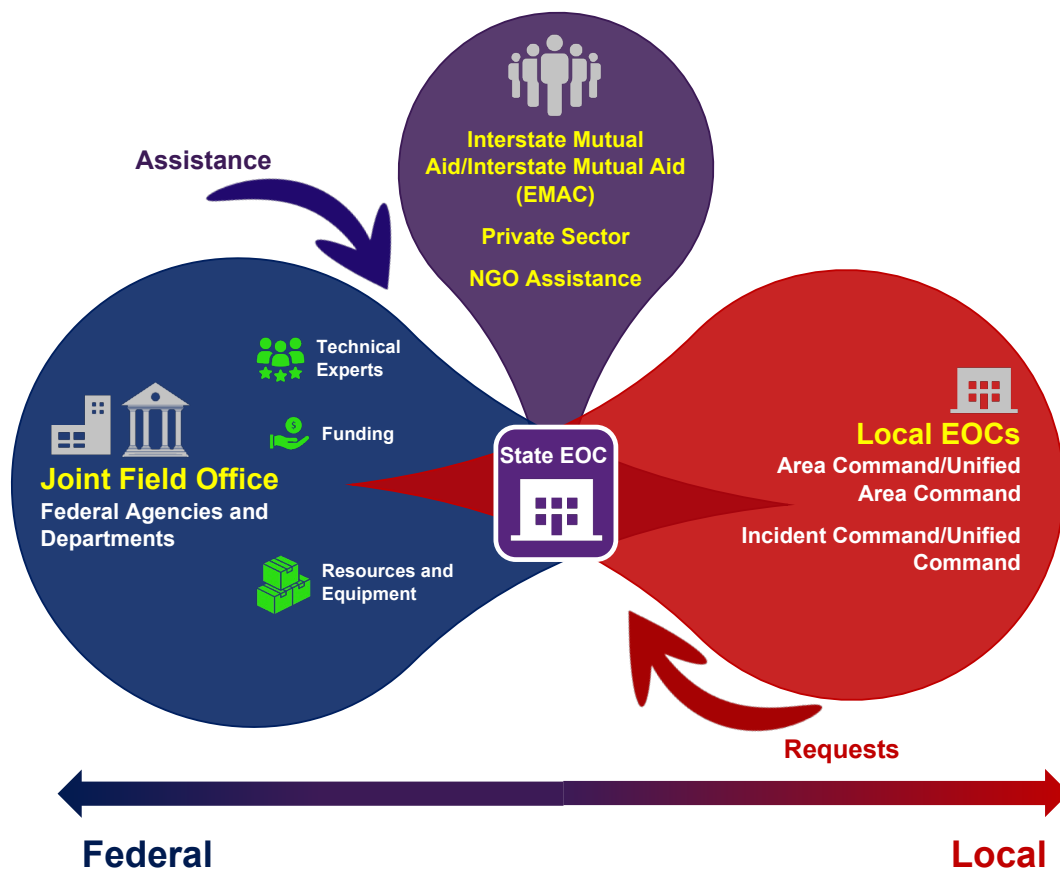 Interstate Mutual
Aid/Interstate Mutual Aid
(EMAC)
Private Sector
NGO Assistance
Assistance
Technical
Experts
Funding
$
Joint Field Office
Federal Agencies and
Departments
Resources and
Equipment
State EOC
Local EOCs
Area Command/Unified
Area Command
Incident Command/Unified
Command
Requests
Federal
Local